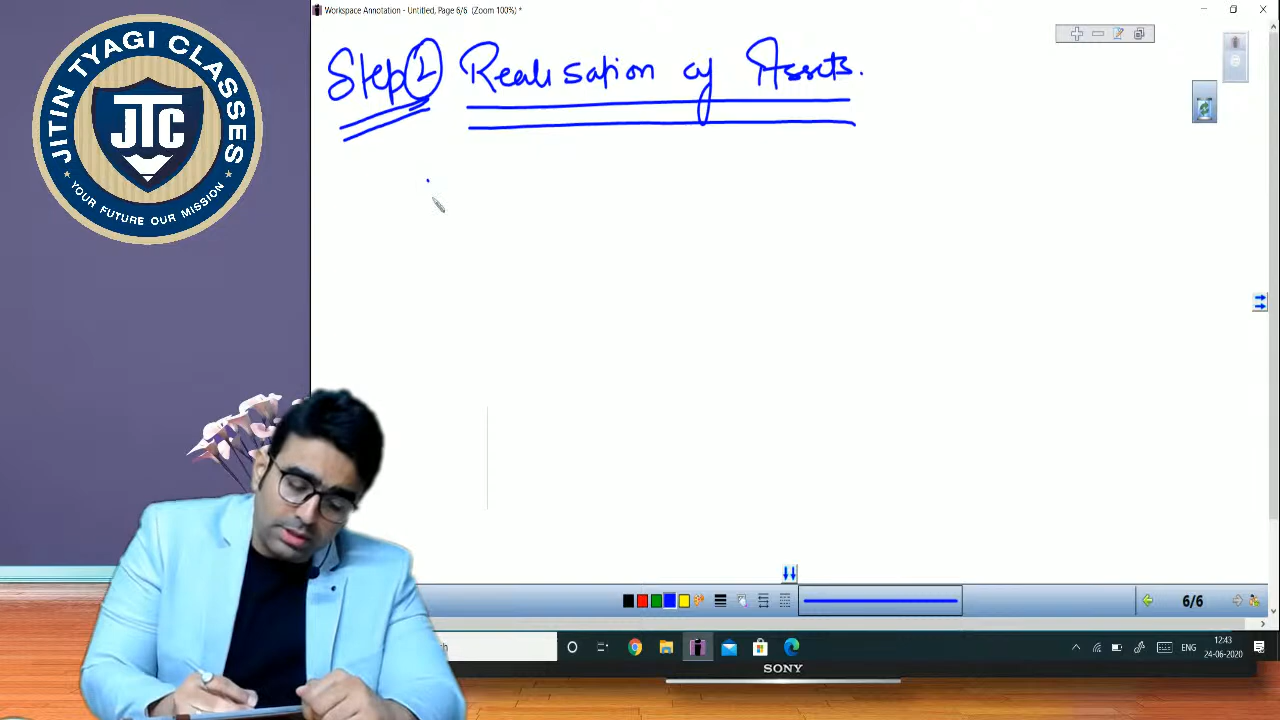 Workspace Annotation - Untitled, Page 6/6 (Zoom 100%) *
Step 2 Realisation of Assets.
JITIN TYAGI CLASSES
JTC
YOUR FUTURE OUR MISSION
6/6
ENG
12:43
24-06-2020
SONY